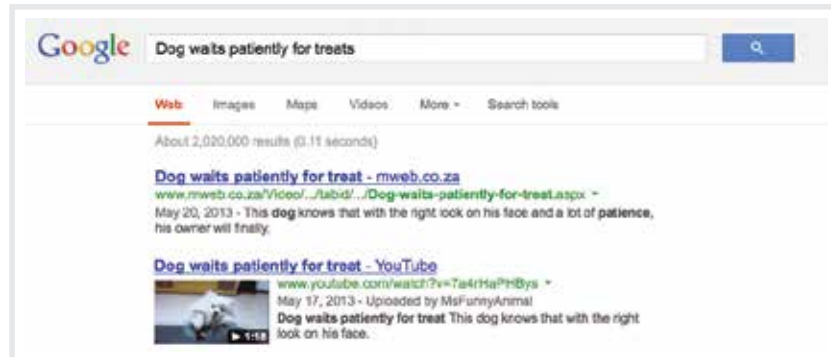 Google Dog waits patiently for treats
Web Images Maps Videos More Search tools
About 2,020,000 results (0.11 seconds)
Dog waits patiently for treat - mweb.co.za
www.mweb.co.za/Video/.../tabid/.../Dog-waits-patiently-for-treat.aspx
May 20, 2013 - This dog knows that with the right look on his face and a lot of patience,
his owner will finally.
Dog waits patiently for treat - YouTube
www.youtube.com/watch?v=7a4rHaPHBys
May 17, 2013 - Uploaded by MsFunnyAnimal
Dog waits patiently for treat This dog knows that with the right
look on his face.